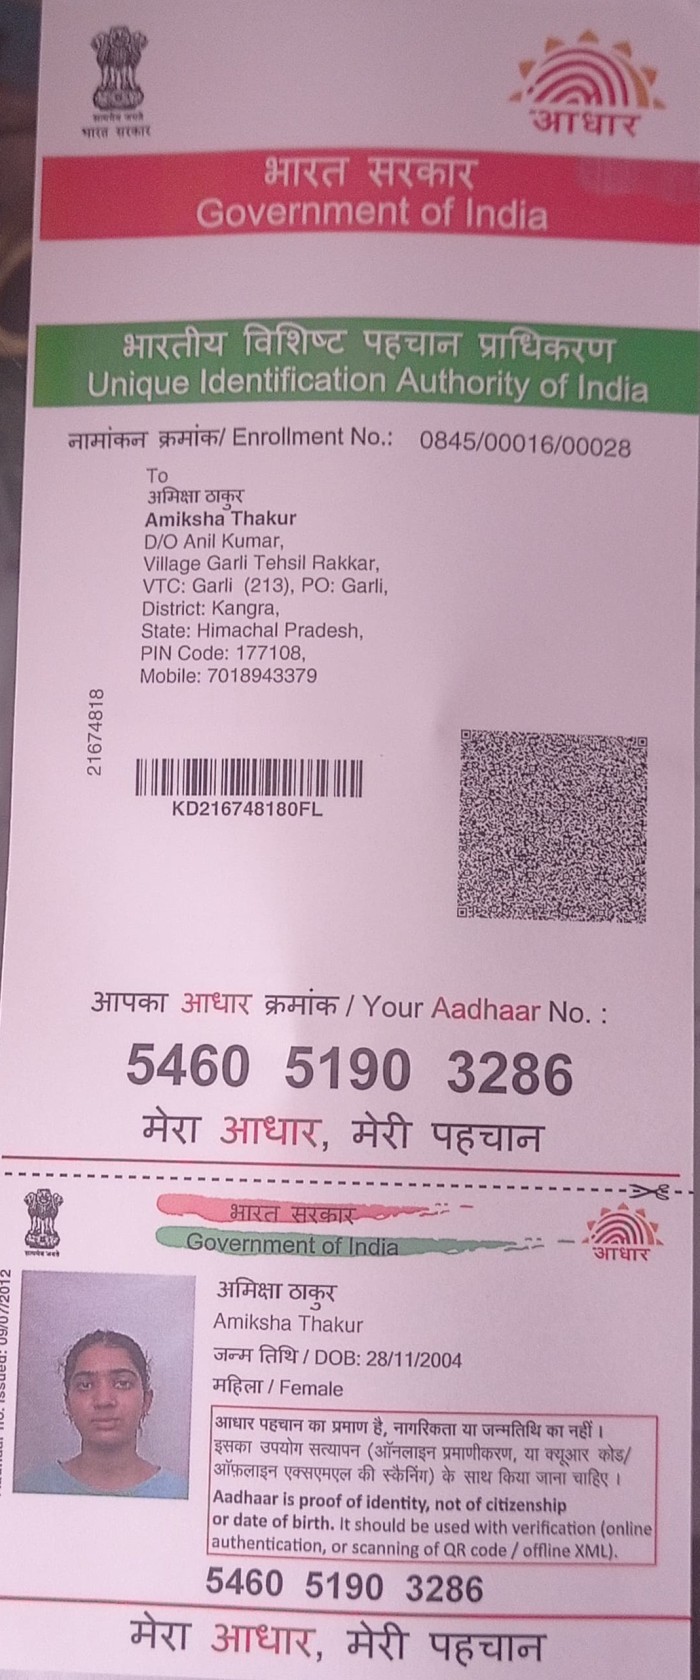 सत्यमेव जयते
भारत सरकार
आधार
भारत सरकार
Government of India
भारतीय विशिष्ट पहचान प्राधिकरण
Unique Identification Authority of India
नामांकन क्रमांक/ Enrollment No.: 0845/00016/00028
To
अमिक्षा ठाकुर
Amiksha Thakur
D/O Anil Kumar,
Village Garli Tehsil Rakkar,
VTC: Garli (213), PO: Garli,
District: Kangra,
State: Himachal Pradesh,
PIN Code: 177108,
Mobile: 7018943379
21674818
KD216748180FL
आपका आधार क्रमांक / Your Aadhaar No. :
5460 5190 3286
मेरा आधार, मेरी पहचान
भारत सरकार
Government of India
आधार
no. Issued: 09/07/2012
अमिक्षा ठाकुर
Amiksha Thakur
जन्म तिथि / DOB: 28/11/2004
महिला / Female
आधार पहचान का प्रमाण है, नागरिकता या जन्मतिथि का नहीं ।
इसका उपयोग सत्यापन (ऑनलाइन प्रमाणीकरण, या क्यूआर कोड/
ऑफ़लाइन एक्सएमएल की स्कैनिंग) के साथ किया जाना चाहिए ।
Aadhaar is proof of identity, not of citizenship
or date of birth. It should be used with verification (online
authentication, or scanning of QR code / offline XML).
5460 5190 3286
मेरा आधार, मेरी पहचान